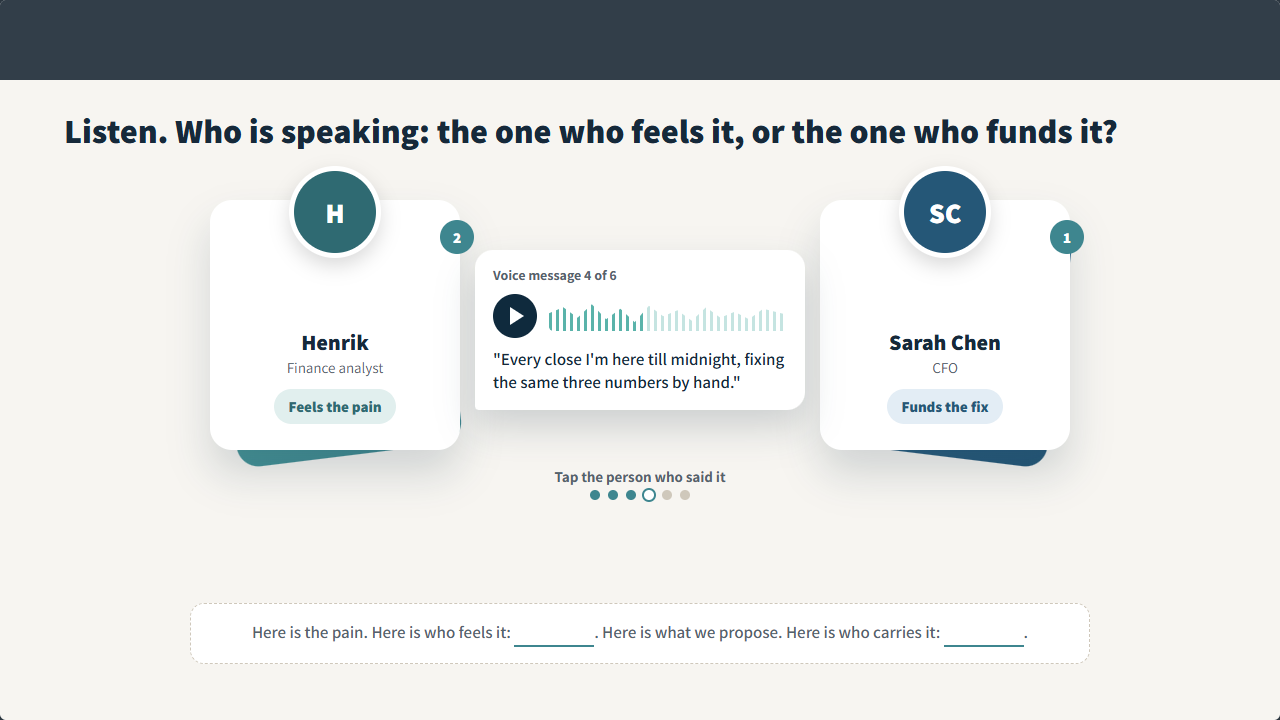 Listen. Who is speaking: the one who feels it, or the one who funds it?
H
2
Henrik
Finance analyst
Feels the pain
Voice message 4 of 6
"Every close I'm here till midnight, fixing
the same three numbers by hand."
SC
1
Sarah Chen
CFO
Funds the fix
Tap the person who said it
Here is the pain. Here is who feels it: ________. Here is what we propose. Here is who carries it: ________.